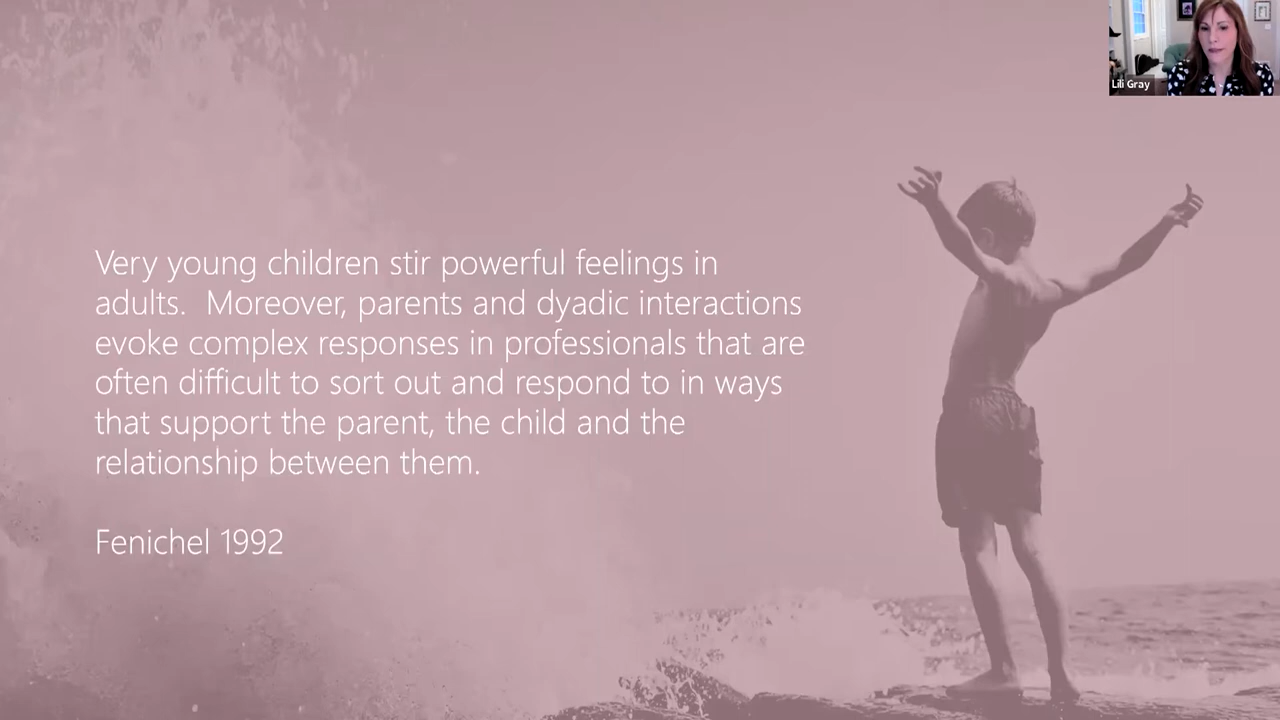 Lili Gray
Very young children stir powerful feelings in
adults.  Moreover, parents and dyadic interactions
evoke complex responses in professionals that are
often difficult to sort out and respond to in ways
that support the parent, the child and the
relationship between them.
Fenichel 1992